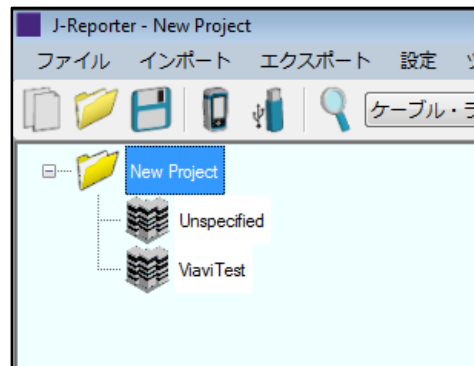 J-Reporter - New Project
ファイル インポート エクスポート 設定
ケーブル・
New Project
Unspecified
ViaviTest